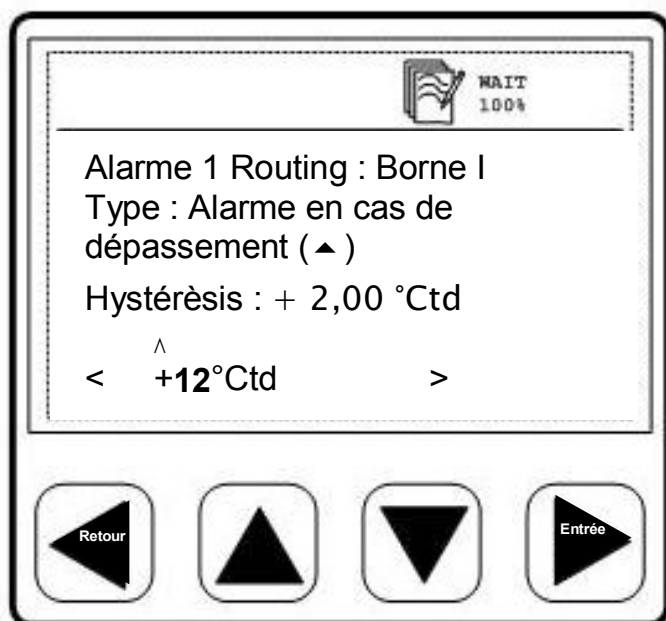 WAIT
100%
Alarme 1 Routing : Borne I
Type : Alarme en cas de
dépassement (▲)
Hystérèsis : + 2,00 °Ctd
^
< +12°Ctd >
Retour
Entrée